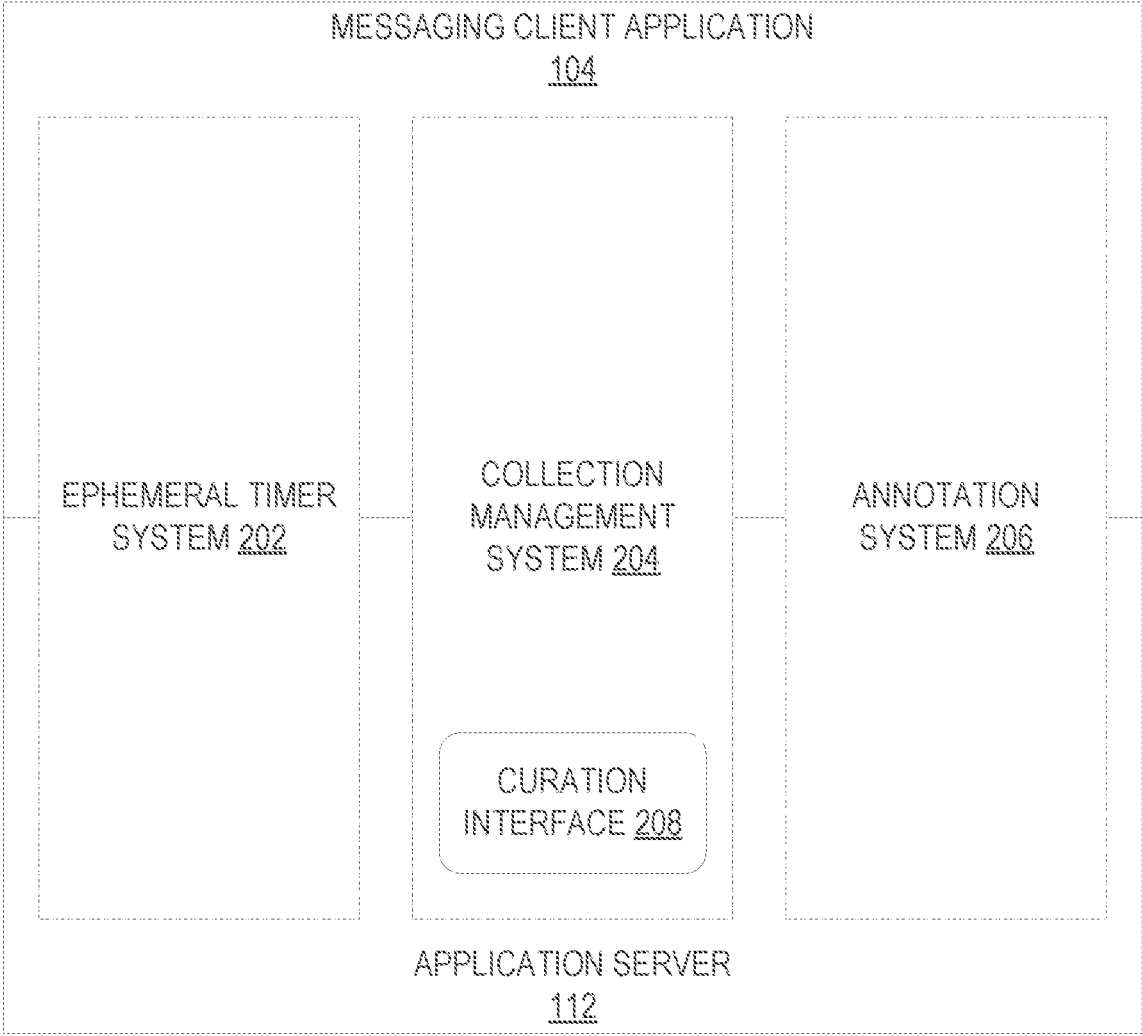 MESSAGING CLIENT APPLICATION
104
EPHEMERAL TIMER
SYSTEM 202
COLLECTION
MANAGEMENT
SYSTEM 204
ANNOTATION
SYSTEM 206
CURATION
INTERFACE 208
APPLICATION SERVER
112